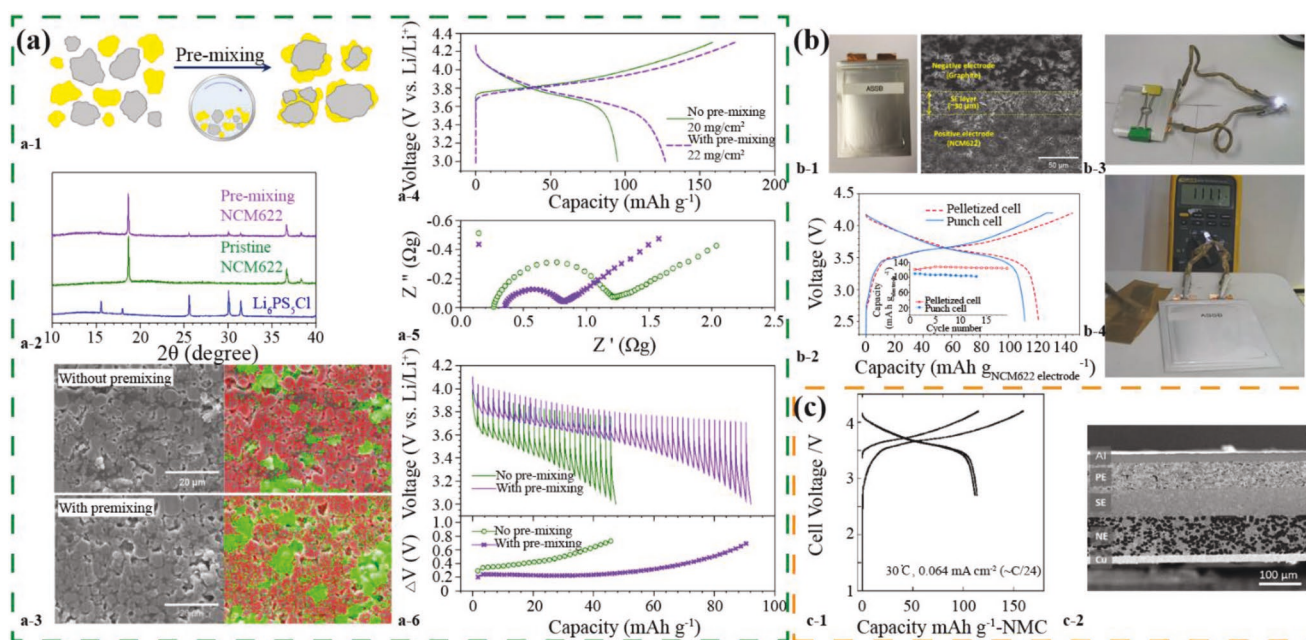 (a)
Pre-mixing
a-1
Pre-mixing
NCM622
Pristine
NCM622
Li₆PS₅Cl
10 15 20 25 30 35 40
2θ (degree)
a-2
Without premixing
20 μm
With premixing
a-3
Voltage (V vs. Li/Li⁺)
4.4
4.2
4.0
3.8
3.6
3.4
3.2
3.0
No pre-mixing
20 mg/cm²
With pre-mixing
22 mg/cm²
0 50 100 150 200
Capacity (mAh g⁻¹)
a-4
Z " (Ωg)
-0.6
-0.4
-0.2
0.0
0.0 0.5 1.0 1.5 2.0 2.5
Z ' (Ωg)
a-5
Voltage (V vs. Li/Li⁺)
4.2
4.0
3.8
3.6
3.4
3.2
3.0
No pre-mixing
With pre-mixing
△V (V)
0.8
0.6
0.4
0.2
No pre-mixing
With pre-mixing
0 20 40 60 80 100
Capacity (mAh g⁻¹)
a-6
(b)
ASSB
b-1
Negative electrode
(Graphite)
SE layer
(~30 μm)
Positive electrode
(NCM622)
50 μm
b-3
Voltage (V)
4.5
4.0
3.5
3.0
2.5
Pelletized cell
Punch cell
Capacity
(mA h g electrode⁻¹)
140
120
100
80
60
40
Pelletized cell
Punch cell
0 5 10 15
Cycle number
0 20 40 60 80 100 120 140
Capacity (mAh g NCM622 electrode ⁻¹)
b-2
1111
ASSB
b-4
(c)
Cell Voltage /V
4
3
2
1
30℃, 0.064 mA cm⁻² (~C/24)
0 50 100 150
Capacity mAh g⁻¹-NMC
c-1
Al
PE
SE
NE
Cu
100 μm
c-2